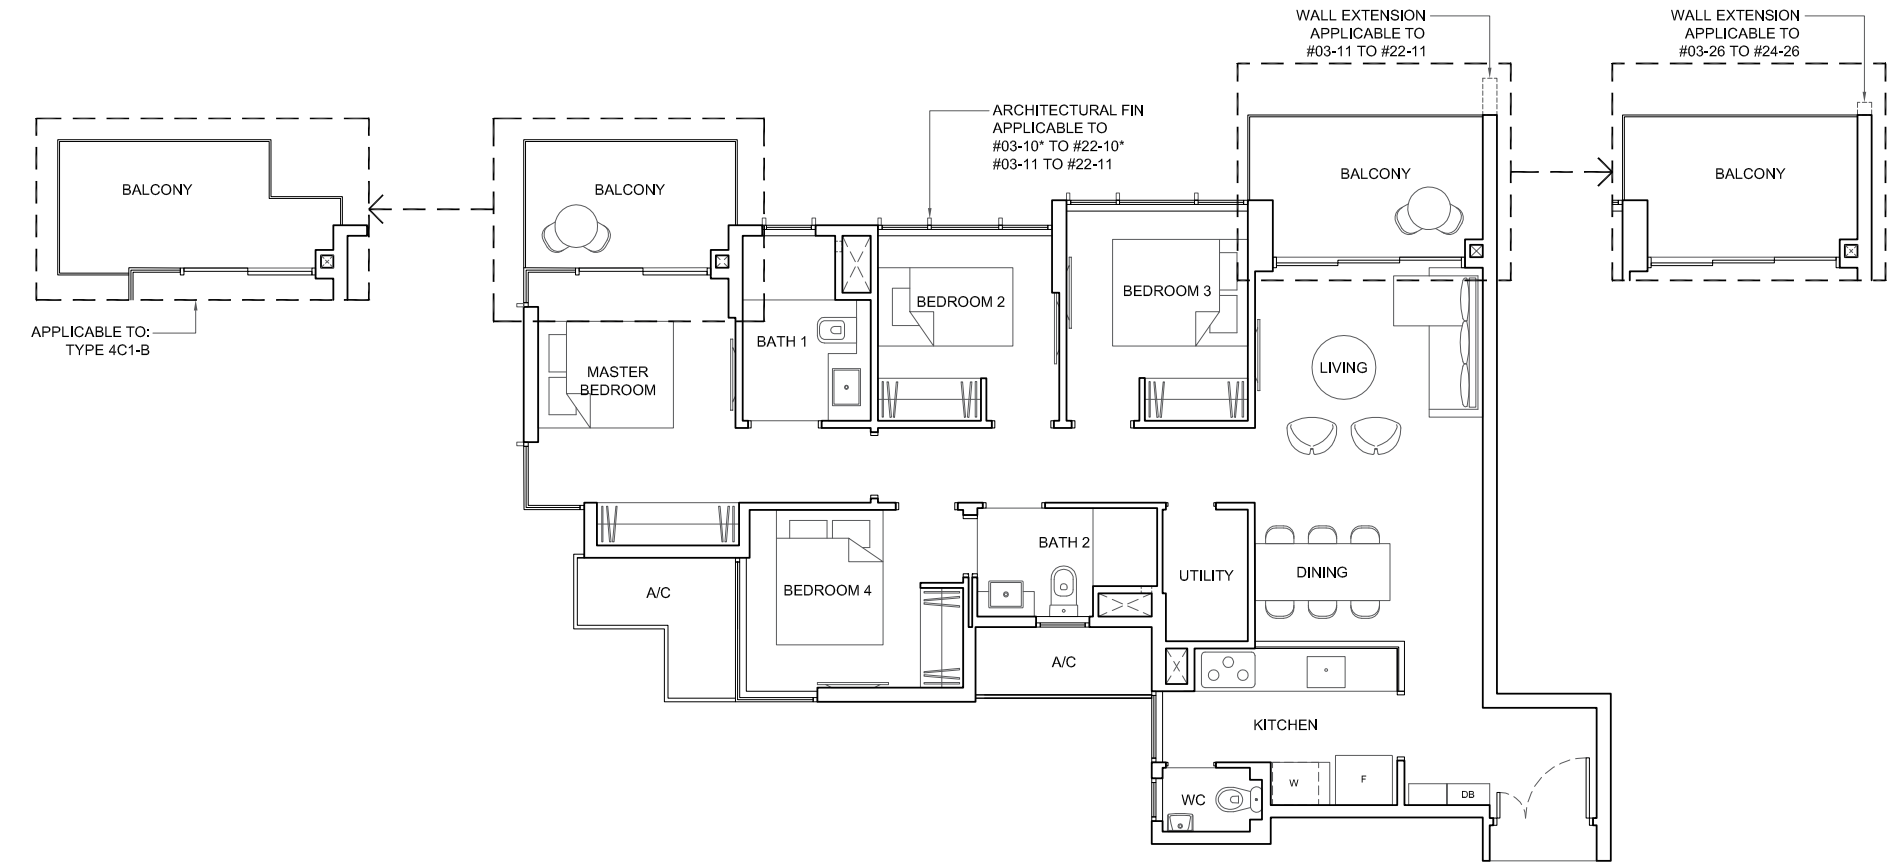 WALL EXTENSION
APPLICABLE TO
#03-11 TO #22-11
WALL EXTENSION
APPLICABLE TO
#03-26 TO #24-26
ARCHITECTURAL FIN
APPLICABLE TO
#03-10* TO #22-10*
#03-11 TO #22-11
BALCONY
BALCONY
BALCONY
BALCONY
APPLICABLE TO:
TYPE 4C1-B
MASTER
BEDROOM
BATH 1
BEDROOM 2
BEDROOM 3
LIVING
A/C
BEDROOM 4
BATH 2
UTILITY
DINING
A/C
KITCHEN
WC
W
F
DB